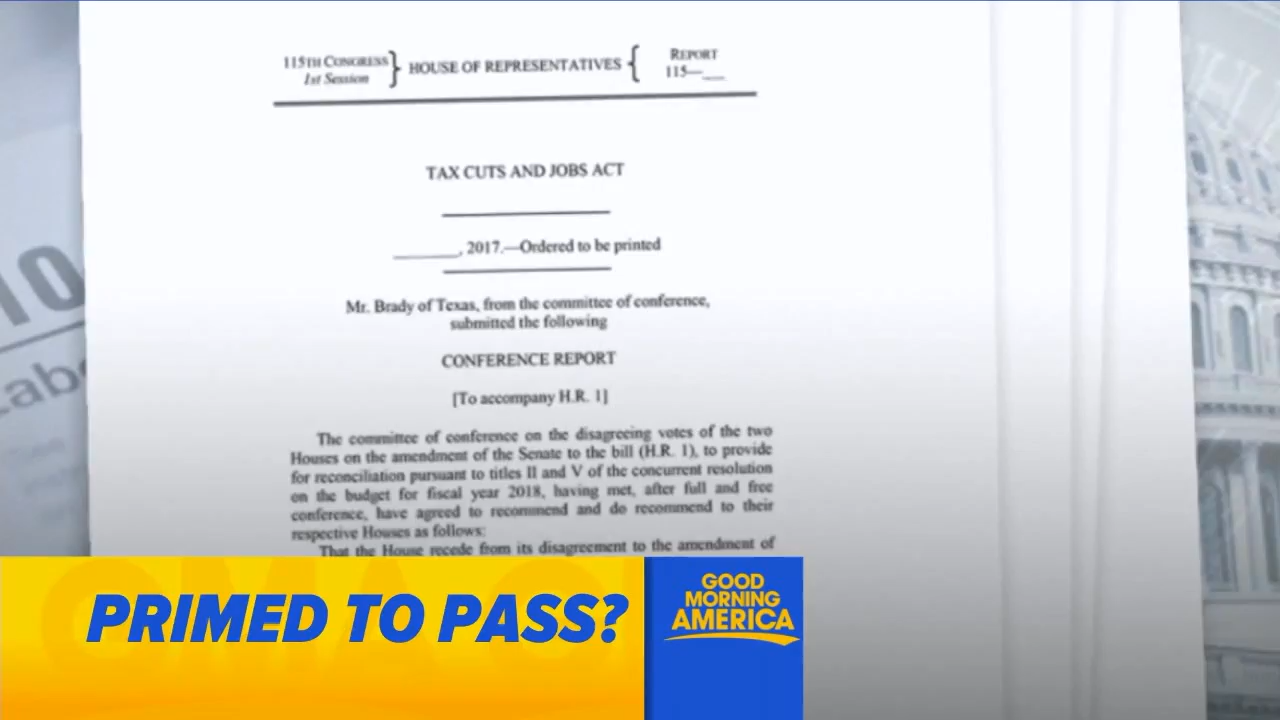 115TH CONGRESS
1st Session
HOUSE OF REPRESENTATIVES
REPORT
115—___
TAX CUTS AND JOBS ACT
_______, 2017.—Ordered to be printed
Mr. Brady of Texas, from the committee of conference,
submitted the following
CONFERENCE REPORT
[To accompany H.R. 1]
The committee of conference on the disagreeing votes of the two
Houses on the amendment of the Senate to the bill (H.R. 1), to provide
for reconciliation pursuant to titles II and V of the concurrent resolution
on the budget for fiscal year 2018, having met, after full and free
conference, have agreed to recommend and do recommend to their
respective Houses as follows:
That the House recede from its disagreement to the amendment of
PRIMED TO PASS?
GOOD
MORNING
AMERICA